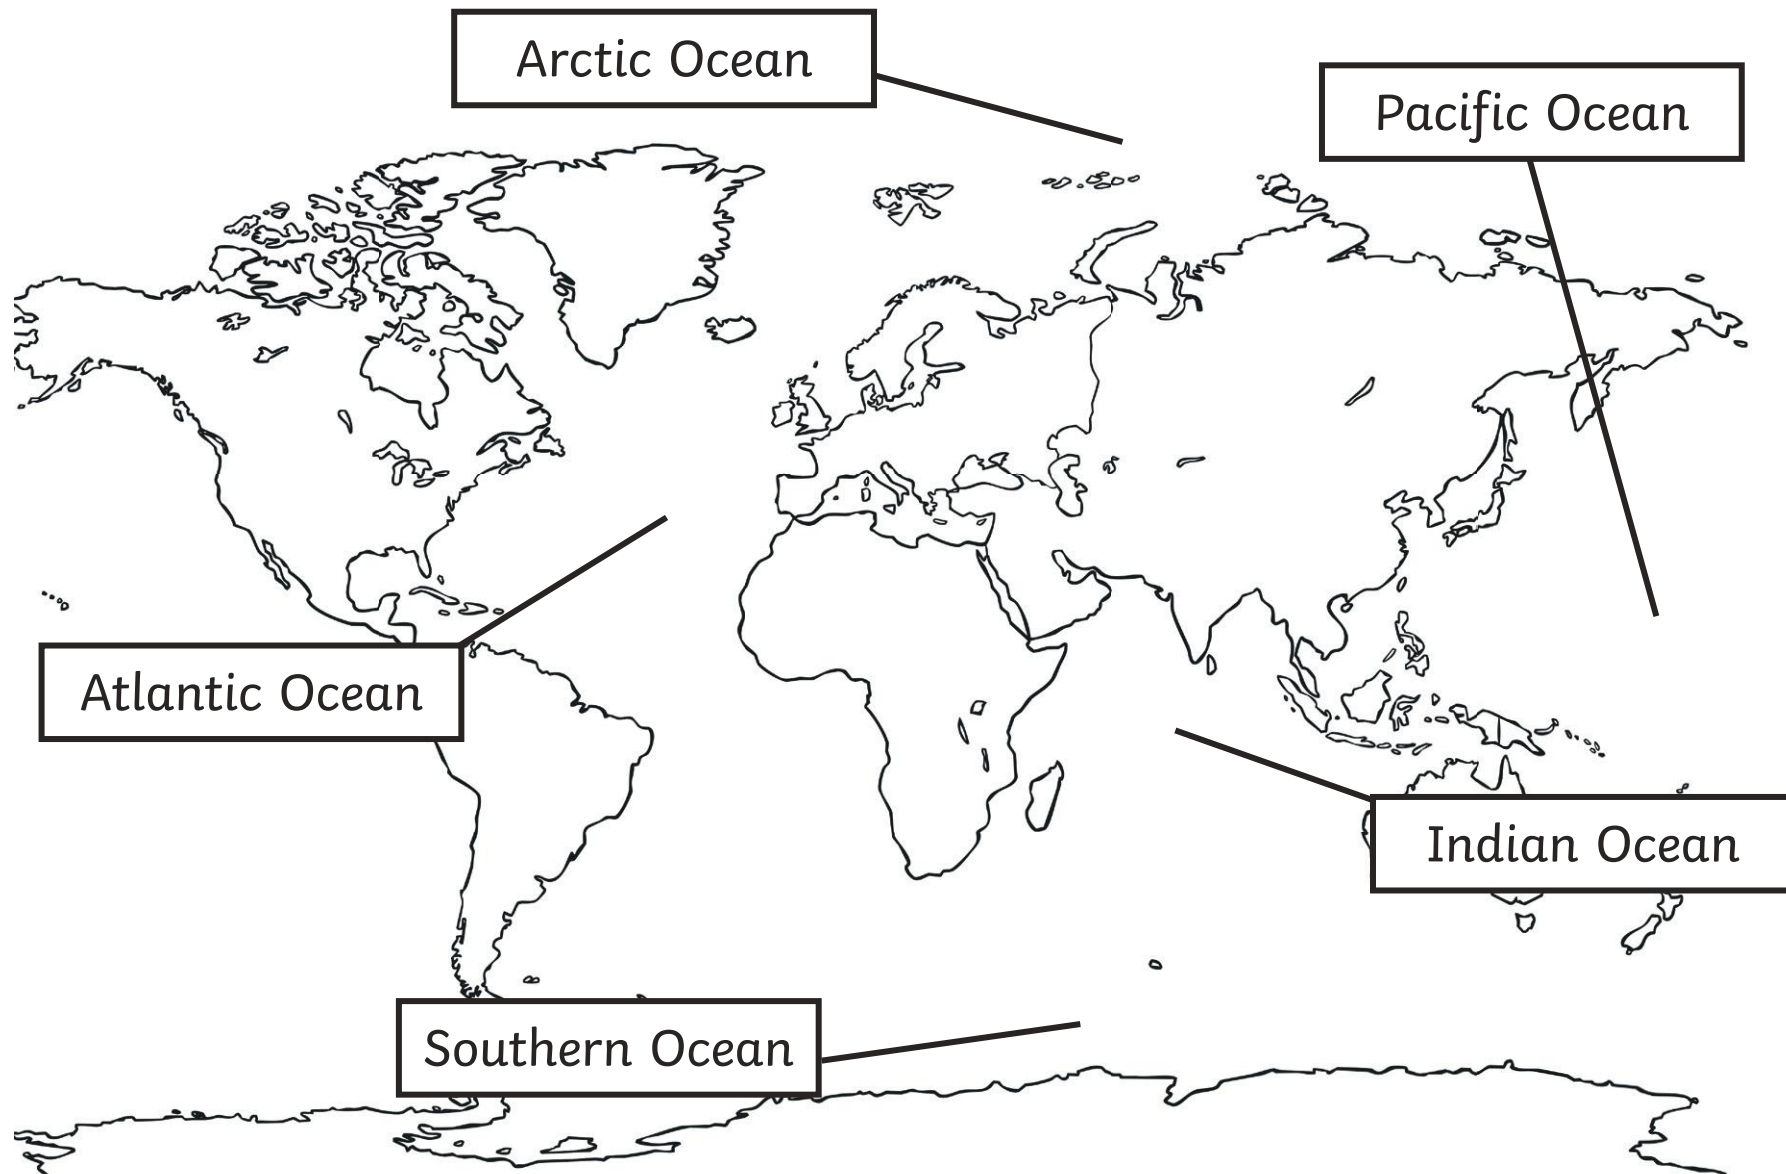 Arctic Ocean
Pacific Ocean
Atlantic Ocean
Indian Ocean
Southern Ocean